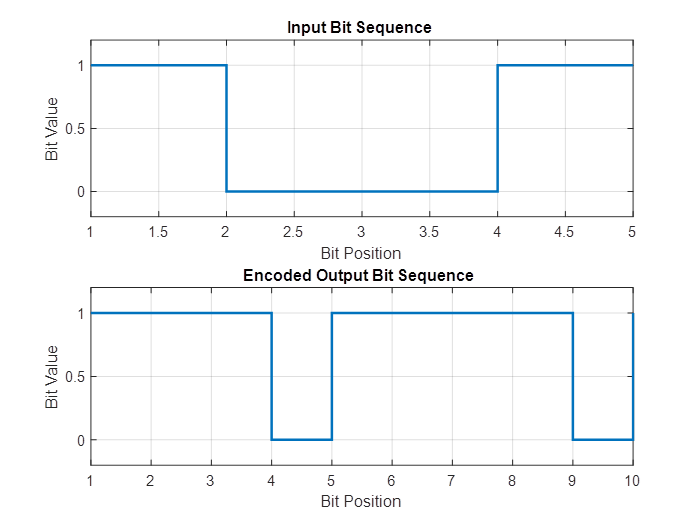 Input Bit Sequence
1
0.5
0
Bit Value
1 1.5 2 2.5 3 3.5 4 4.5 5
Bit Position
Encoded Output Bit Sequence
1
0.5
0
Bit Value
1 2 3 4 5 6 7 8 9 10
Bit Position